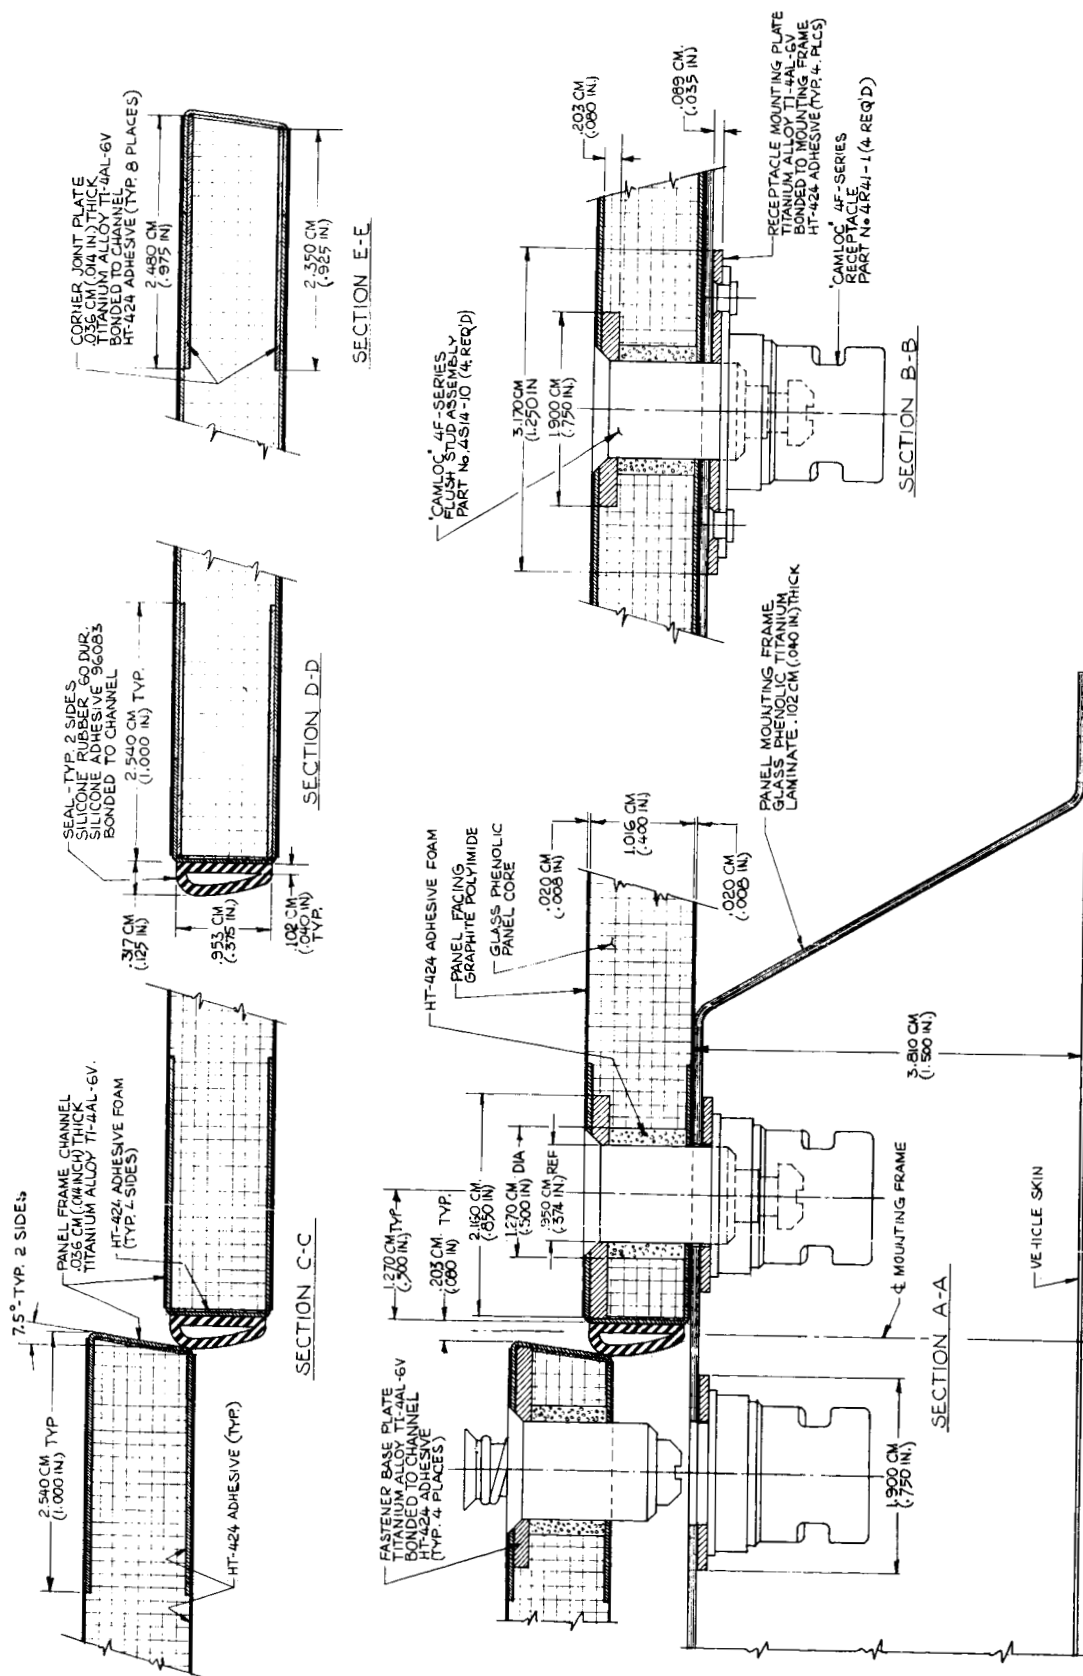 7.5°-TYP. 2 SIDES
2.540 CM TYP
(1.000 IN.)
PANEL FRAME CHANNEL
.036 CM (.014 INCH) THICK
TITANIUM ALLOY TI-4AL-6V.
HT-424 ADHESIVE FOAM
(TYP. 4 SIDES)
HT-424 ADHESIVE (TYP.)
SECTION C-C
SEAL-TYP. 2 SIDES
SILICONE RUBBER 60 DUR.
SILICONE ADHESIVE 96083
BONDED TO CHANNEL
2.540 CM TYP.
(1.000 IN.)
.317 CM
(.125 IN.)
.953 CM
(.375 IN.)
.102 CM
(.040 IN)
TYP.
SECTION D-D
CORNER JOINT PLATE
.036 CM (.014 IN.) THICK
TITANIUM ALLOY TI-4AL-6V
BONDED TO CHANNEL
HT-424 ADHESIVE (TYP. 8 PLACES)
2.480 CM
(.975 IN)
2.350 CM
(.925 IN.)
SECTION E-E
FASTENER BASE PLATE
TITANIUM ALLOY TI-4AL-6V
BONDED TO CHANNEL
HT-424 ADHESIVE
(TYP. 4 PLACES)
1.270 CM TYP
(.500 IN.)
.203 CM. TYP.
(.080 IN.)
2.160 CM
(.850 IN)
1.270 CM DIA
(.500 IN.)
.950 CM REF
(.374 IN.)
HT-424 ADHESIVE FOAM
PANEL FACING
GRAPHITE POLYIMIDE
GLASS PHENOLIC
PANEL CORE
.020 CM
(.008 IN.)
1.016 CM
(.400 IN.)
.020 CM
(.008 IN.)
PANEL MOUNTING FRAME
GLASS PHENOLIC TITANIUM
LAMINATE .102 CM (.040 IN.) THICK
3.810 CM
(1.500 IN.)
1.900 CM
(.750 IN.)
℄ MOUNTING FRAME
VEHICLE SKIN
SECTION A-A
"CAMLOC" 4F-SERIES
FLUSH STUD ASSEMBLY
PART No. 4S14-10 (4 REQ'D)
3.170 CM
(1.250 IN
1.900 CM
(.750 IN.)
.203 CM.
(.080 IN)
.089 CM.
(.035 IN)
RECEPTACLE MOUNTING PLATE
TITANIUM ALLOY TI-4AL-6V
BONDED TO MOUNTING FRAME
HT-424 ADHESIVE (TYP. 4. PLCS)
"CAMLOC" 4F-SERIES
RECEPTACLE
PART No 4R41-1 (4 REQ'D)
SECTION B-B